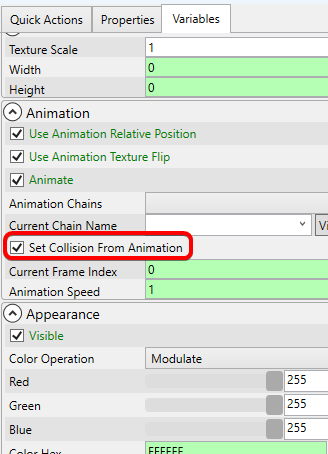 Quick Actions Properties Variables
Texture Scale 1
Width 0
Height 0
Animation
Use Animation Relative Position
Use Animation Texture Flip
Animate
Animation Chains
Current Chain Name
Set Collision From Animation
Current Frame Index 0
Animation Speed 1
Appearance
Visible
Color Operation Modulate
Red 255
Green 255
Blue 255
Color Hex FFFFFF